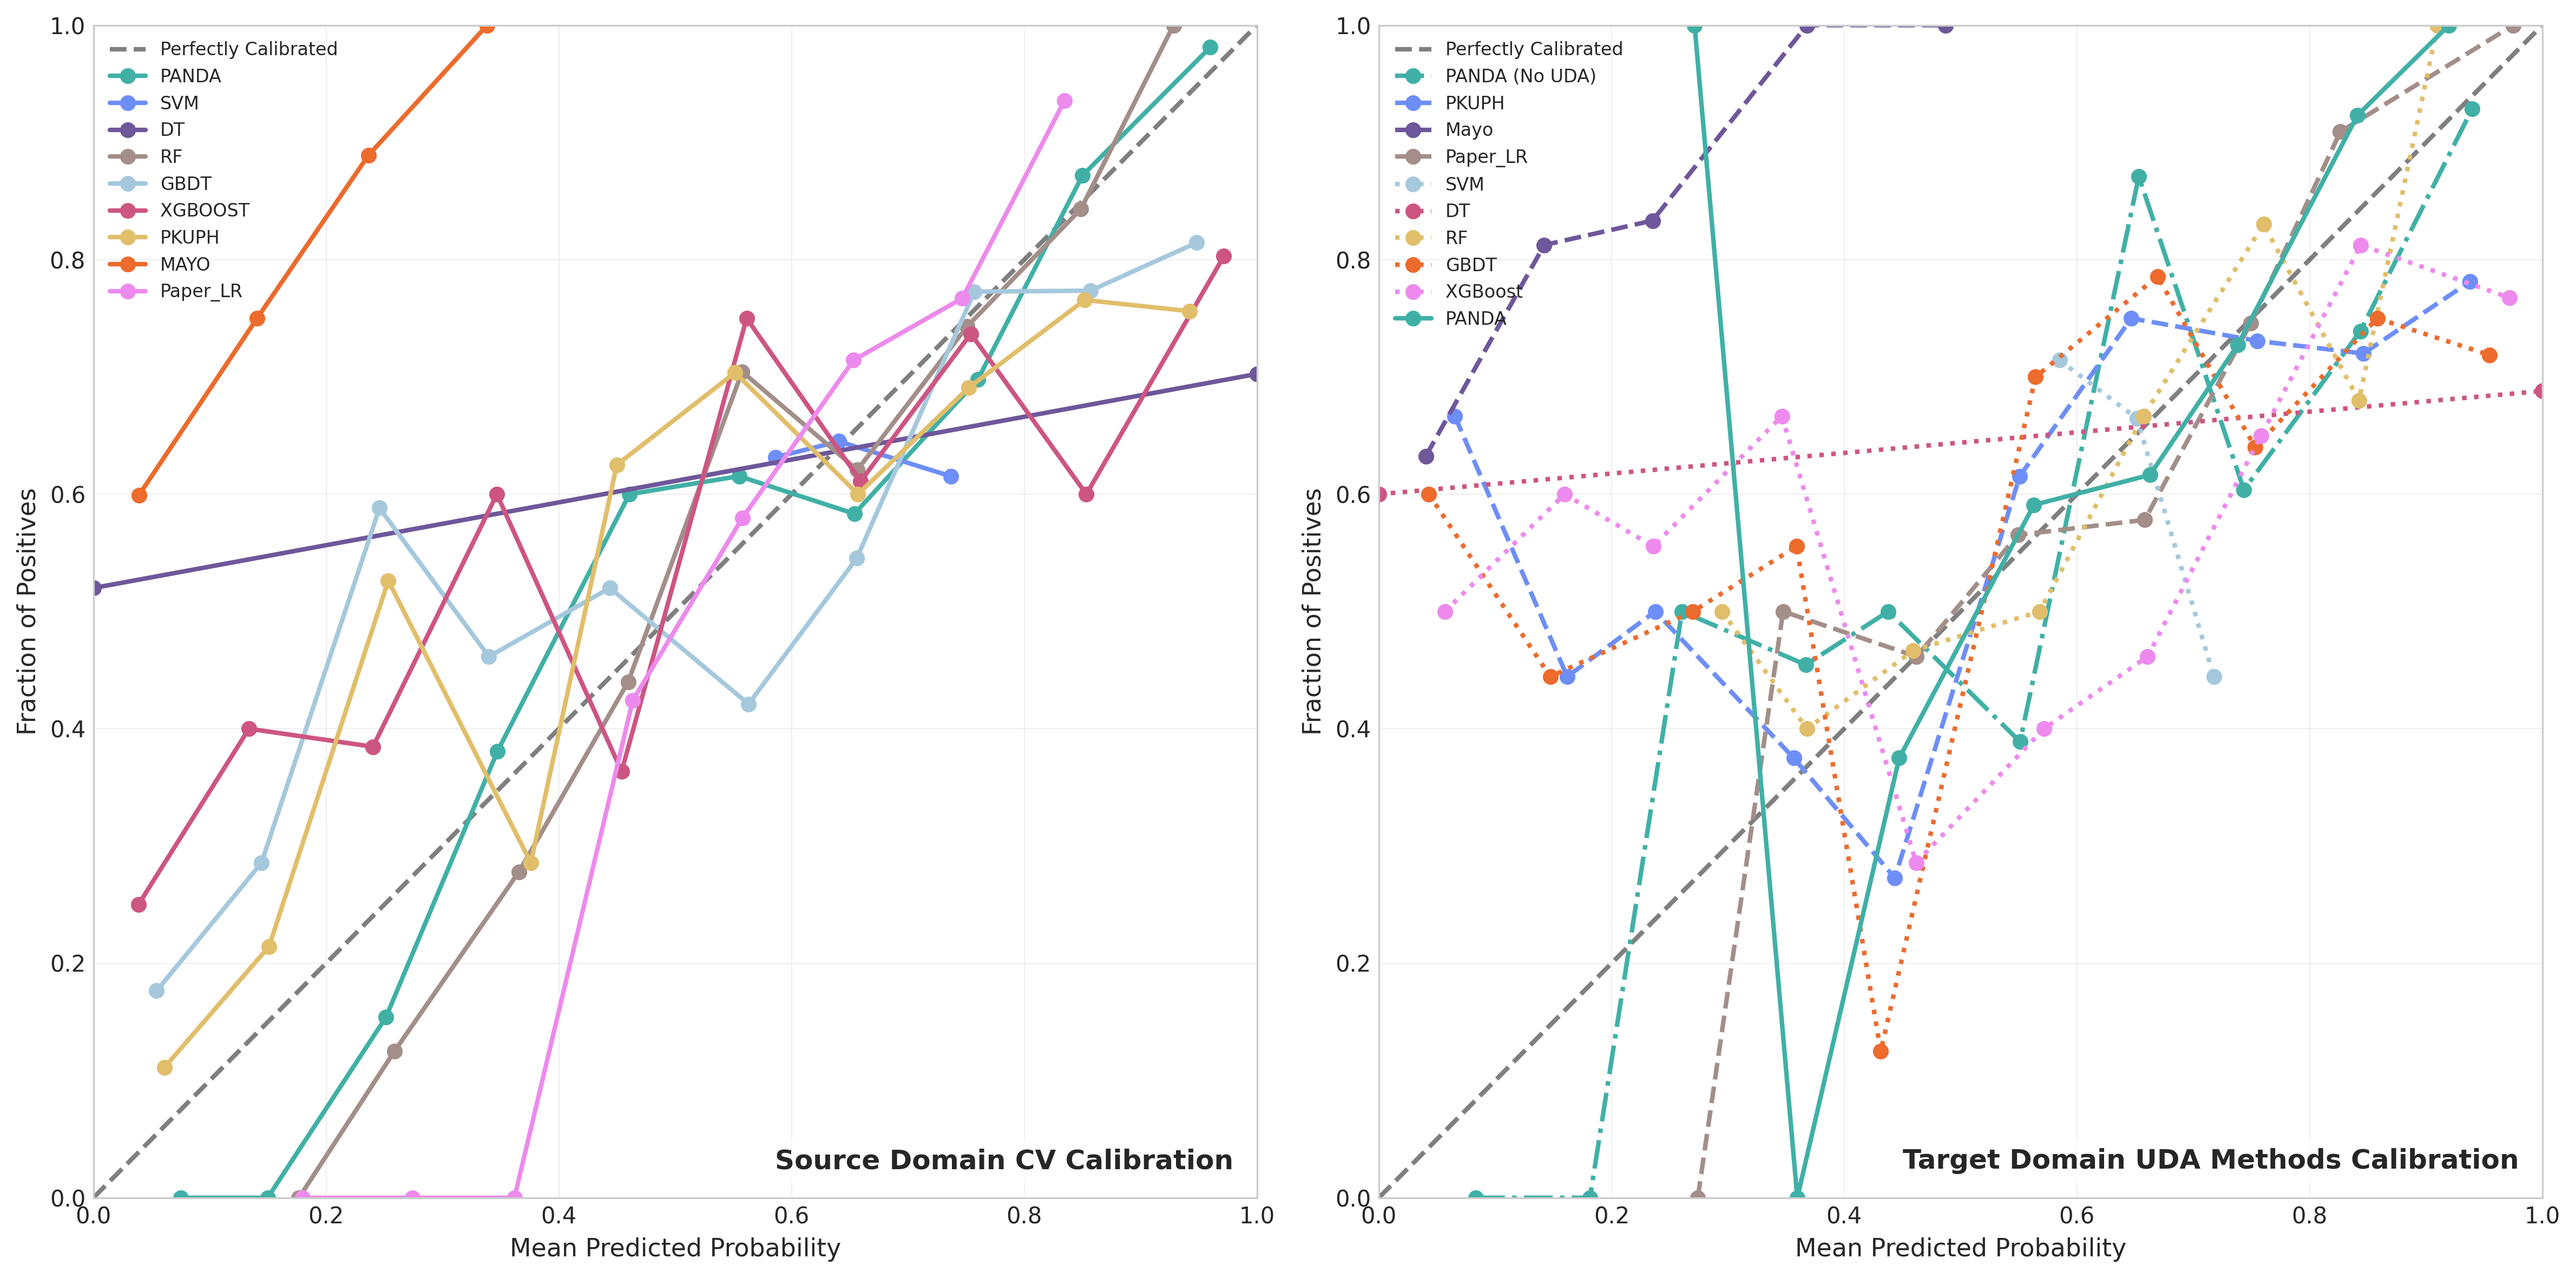 1.0
0.8
0.6
0.4
0.2
0.0
Fraction of Positives
Perfectly Calibrated
PANDA
SVM
DT
RF
GBDT
XGBOOST
PKUPH
MAYO
Paper_LR
Source Domain CV Calibration
0.0 0.2 0.4 0.6 0.8 1.0
Mean Predicted Probability
1.0
0.8
0.6
0.4
0.2
0.0
Fraction of Positives
Perfectly Calibrated
PANDA (No UDA)
PKUPH
Mayo
Paper_LR
SVM
DT
RF
GBDT
XGBoost
PANDA
Target Domain UDA Methods Calibration
0.0 0.2 0.4 0.6 0.8 1.0
Mean Predicted Probability